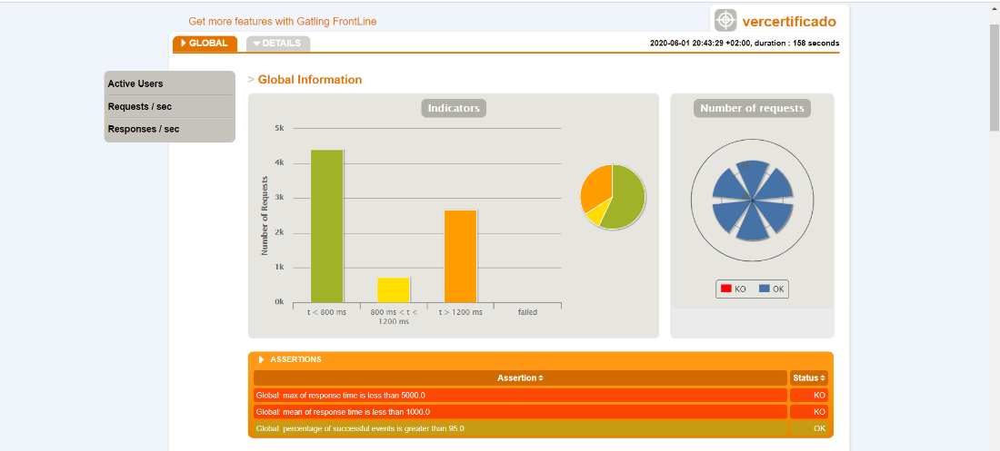 Get more features with Gatling FrontLine
vercertificado
GLOBAL
DETAILS
2020-06-01 20:43:29 +02:00, duration : 158 seconds
Active Users
Requests / sec
Responses / sec
> Global Information
Indicators
Number of Requests
5k
4k
3k
2k
1k
0k
t < 800 ms
800 ms < t <
1200 ms
t > 1200 ms
failed
Number of requests
KO
OK
ASSERTIONS
Assertion
Status
Global: max of response time is less than 5000.0
KO
Global: mean of response time is less than 1000.0
KO
Global: percentage of successful events is greater than 95.0
OK